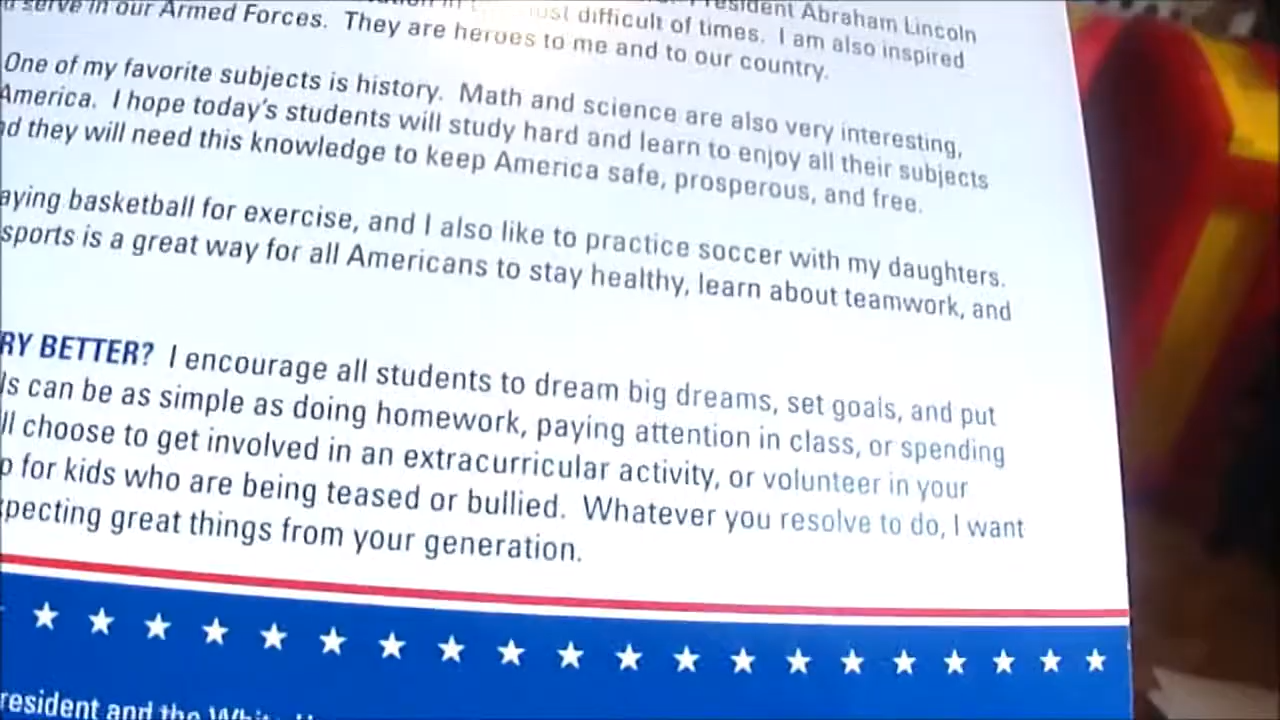 resident Abraham Lincoln
ust difficult of times. I am also inspired
serve in our Armed Forces. They are heroes to me and to our country.
One of my favorite subjects is history. Math and science are also very interesting,
America. I hope today's students will study hard and learn to enjoy all their subjects
d they will need this knowledge to keep America safe, prosperous, and free.
aying basketball for exercise, and I also like to practice soccer with my daughters.
sports is a great way for all Americans to stay healthy, learn about teamwork, and
RY BETTER? I encourage all students to dream big dreams, set goals, and put
ls can be as simple as doing homework, paying attention in class, or spending
ll choose to get involved in an extracurricular activity, or volunteer in your
p for kids who are being teased or bullied. Whatever you resolve to do, I want
pecting great things from your generation.
resident and the White